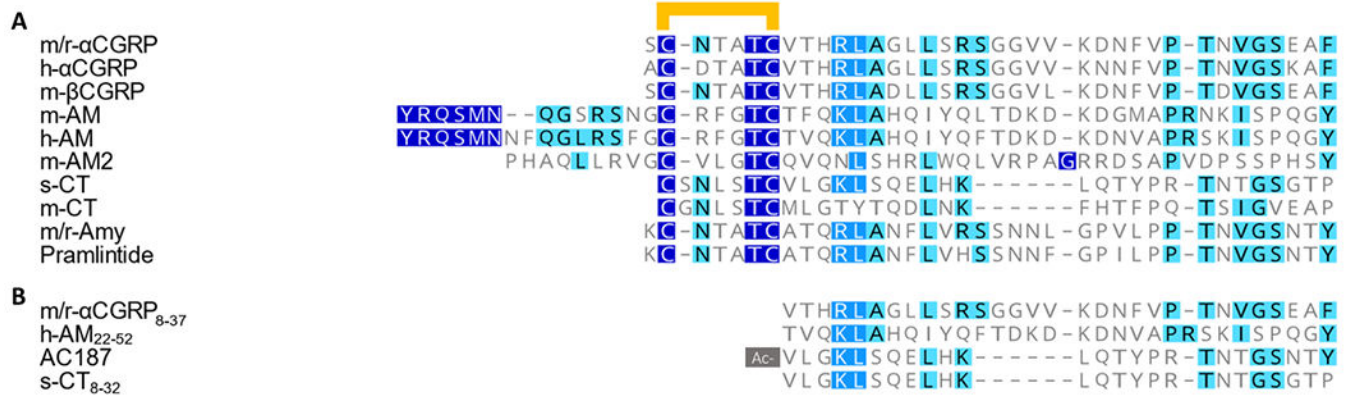 A
m/r-αCGRP SC-NTATCVTHRLAGLLSRSGGVV-KDNFVP-TNVGSEAF
h-αCGRP ACDTATCVTHRLAGLLSRSGGVV-KNNFVP-TNVGSKAF
m-βCGRP SC-NTATCVTHRLADLLSRSGGVL-KDNFVP-TDVGSEAF
m-AM YRQSMN--QGSRSNGC-RFGTCTFQKLAHQIYQLTDKD-KDGMAPRNKISPQGY
h-AM YRQSMNNFQGLRSFGC-RFGTCTVQKLAHQIYQFTDKD-KDNVAPRSKISPQGY
m-AM2 PHAQLLRVGC-VLGTCQVQNLSHRLWQLVRPAGRRDSAPVDPSSPHSY
s-CT CSNLSTCVLGKLSQELHK------LQTYPR-TNTGSGTP
m-CT CGNLSTCMLGTYTQDLNK------FHTFPQ-TSIGVEAP
m/r-Amy KC-NTATCATQRLANFLVRSSNNL-GPVLPP-TNVGSNTY
Pramlintide KC-NTATCATQRLANFLVHSSNNF-GPILPP-TNVGSNTY
B
m/r-αCGRP8-37 VTHRLAGLLSRSGGVV-KDNFVP-TNVGSEAF
h-AM22-52 TVQKLAHQIYQFTDKD-KDNVAPRSKISPQGY
AC187 Ac- VLGKLSQELHK------LQTYPR-TNTGSNTY
s-CT8-32 VLGKLSQELHK------LQTYPR-TNTGSGTP